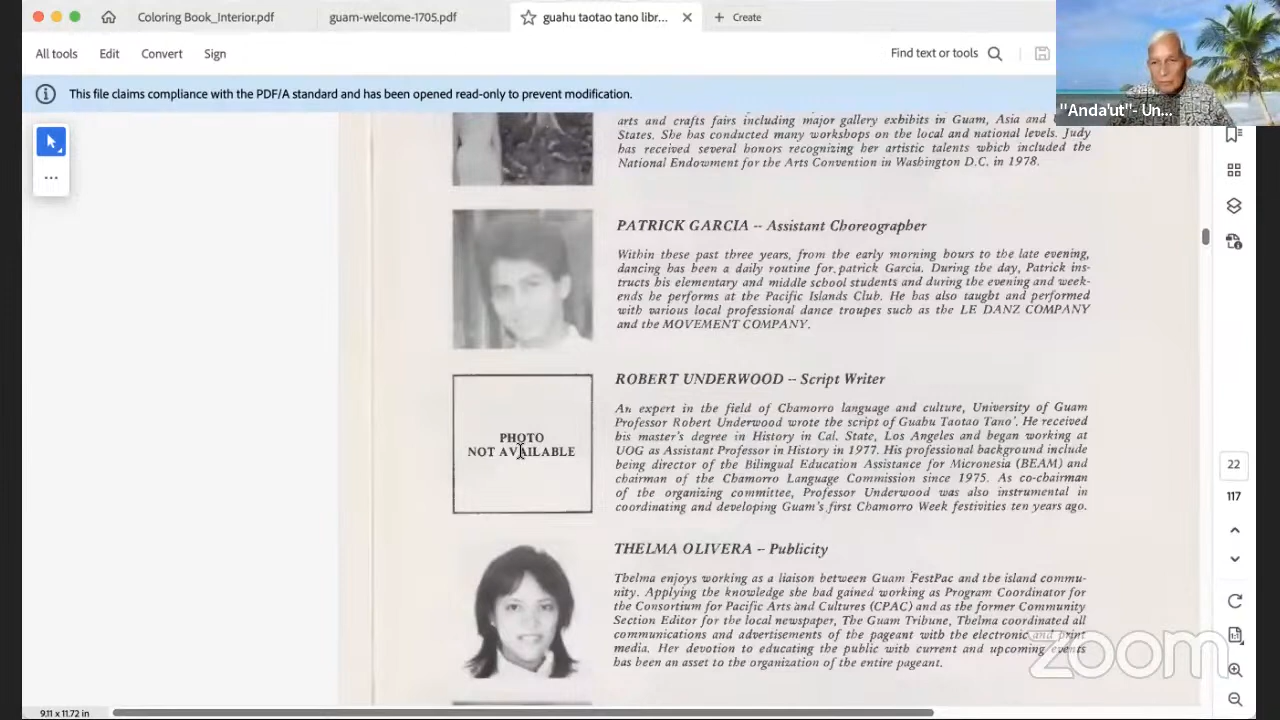 Coloring Book_Interior.pdf
guam-welcome-1705.pdf
guahu taotao tano libr...
Create
All tools
Edit
Convert
Sign
Find text or tools
This file claims compliance with the PDF/A standard and has been opened read-only to prevent modification.
"Anda'ut"- Un...
arts and crafts fairs including major gallery exhibits in Guam, Asia and
States. She has conducted many workshops on the local and national levels. Judy
has received several honors recognizing her artistic talents which included the
National Endowment for the Arts Convention in Washington D.C. in 1978.
PATRICK GARCIA -- Assistant Choreographer
Within these past three years, from the early morning hours to the late evening,
dancing has been a daily routine for patrick Garcia. During the day, Patrick ins-
tructs his elementary and middle school students and during the evening and week-
ends he performs at the Pacific Islands Club. He has also taught and performed
with various local professional dance troupes such as the LE DANZ COMPANY
and the MOVEMENT COMPANY.
PHOTO
NOT AVAILABLE
ROBERT UNDERWOOD -- Script Writer
An expert in the field of Chamorro language and culture, University of Guam
Professor Robert Underwood wrote the script of Guahu Taotao Tano'. He received
his master's degree in History in Cal. State, Los Angeles and began working at
UOG as Assistant Professor in History in 1977. His professional background include
being director of the Bilingual Education Assistance for Micronesia (BEAM) and
chairman of the Chamorro Language Commission since 1975. As co-chairman
of the organizing committee, Professor Underwood was also instrumental in
coordinating and developing Guam's first Chamorro Week festivities ten years ago.
THELMA OLIVERA -- Publicity
Thelma enjoys working as a liaison between Guam FestPac and the island commu-
nity. Applying the knowledge she had gained working as Program Coordinator for
the Consortium for Pacific Arts and Cultures (CPAC) and as the former Community
Section Editor for the local newspaper, The Guam Tribune, Thelma coordinated all
communications and advertisements of the pageant with the electronic and print
media. Her devotion to educating the public with current and upcoming events
has been an asset to the organization of the entire pageant.
22
117
zoom
9.11 x 11.72 in